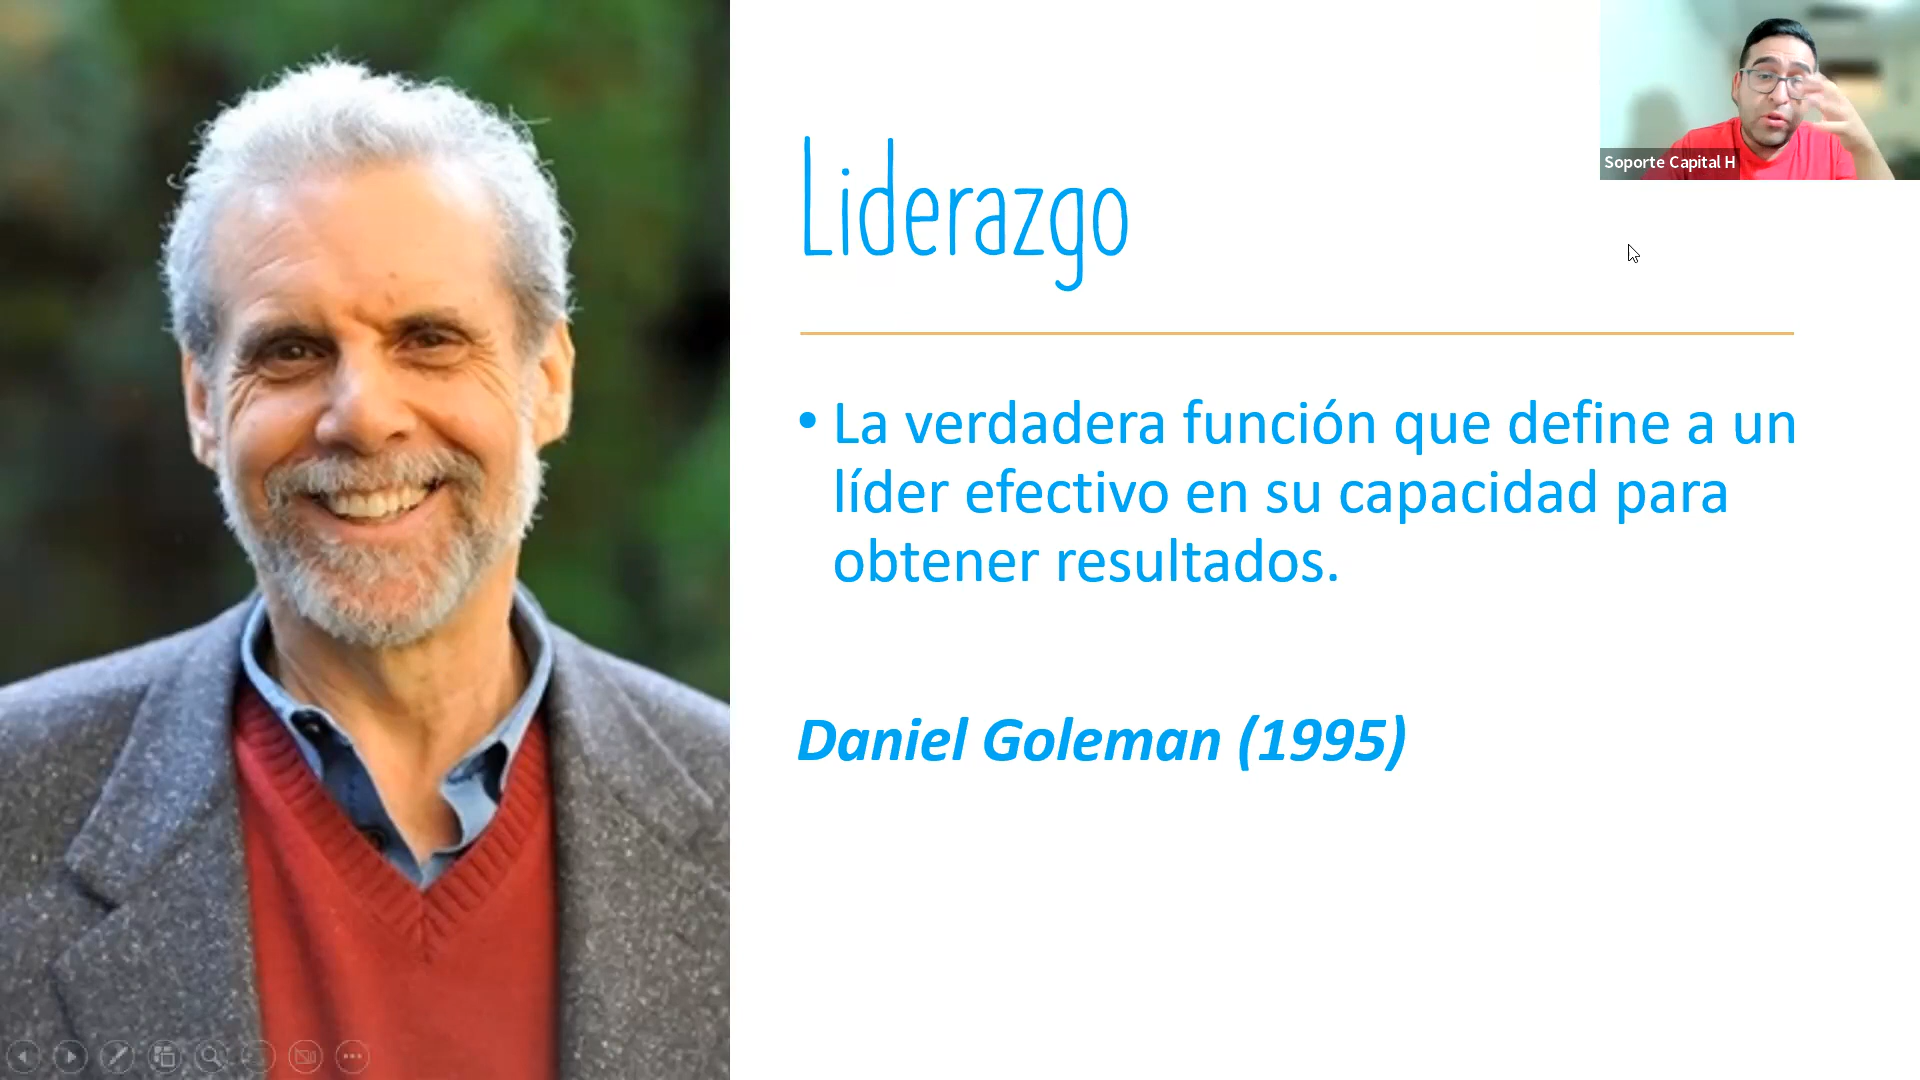 Soporte Capital H
Liderazgo
• La verdadera función que define a un
líder efectivo en su capacidad para
obtener resultados.
Daniel Goleman (1995)